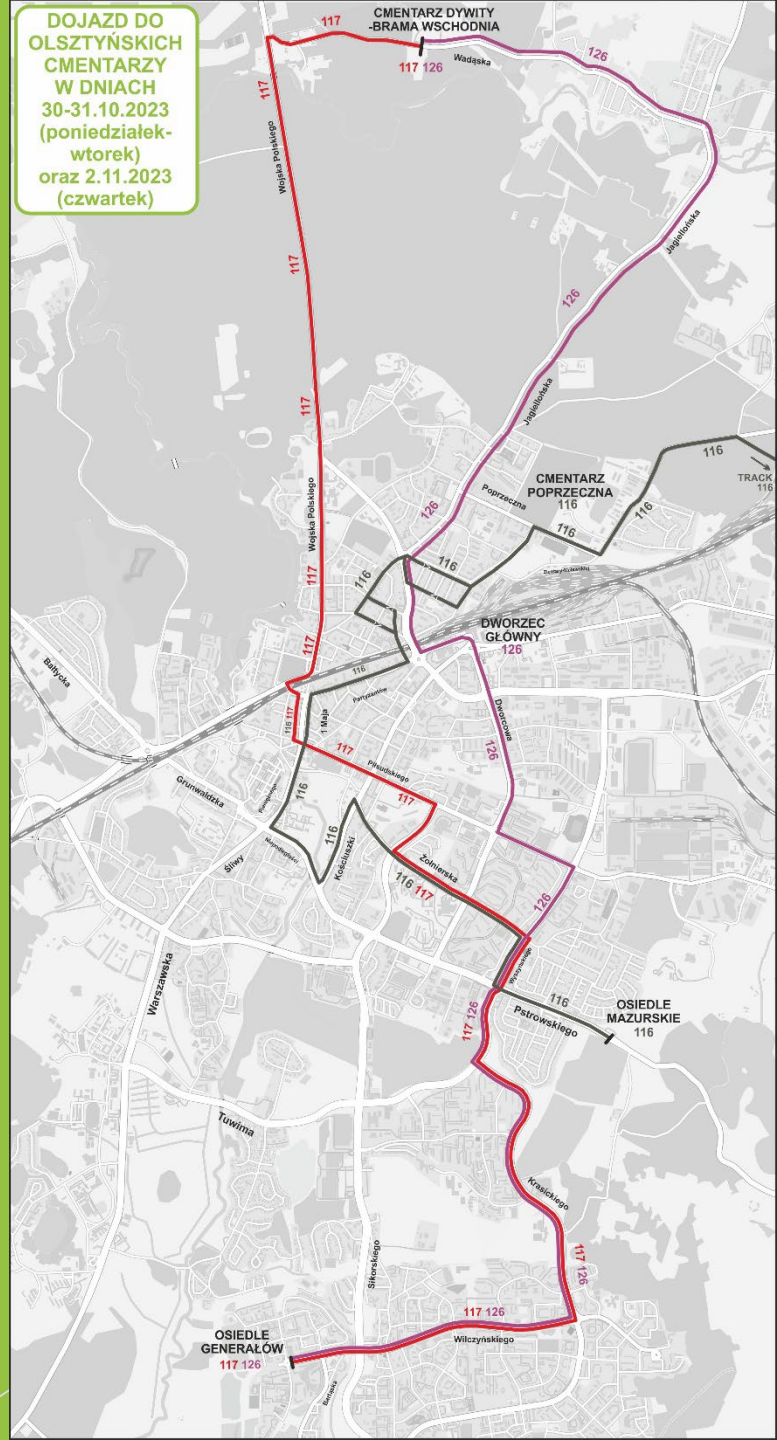 DOJAZD DO
OLSZTYŃSKICH
CMENTARZY
W DNIACH
30-31.10.2023
(poniedziałek-
wtorek)
oraz 2.11.2023
(czwartek)
CMENTARZ DYWITY
-BRAMA WSCHODNIA
117 126
117
Wadąska
126
117
Wojska Polskiego
Jagiellońska
117
126
117
Jagiellońska
116
TRACK
116
CMENTARZ
POPRZECZNA
116
Poprzeczna
126
116
116
Wojska Polskiego
116
116
117
DWORZEC
GŁÓWNY
126
117
116
Bałtycka
Partyzantów
Dworcowa
1 Maja
116 117
117
Piłsudskiego
126
Grunwaldzka
116
117
Pieniężnego
116
Śliwy
Niepodległości
Kościuszki
Żołnierska
116 117
126
Wyszyńskiego
Warszawska
116
OSIEDLE
MAZURSKIE
116
Pstrowskiego
117 126
Tuwima
Krasickiego
117
126
Sikorskiego
117 126
Wilczyńskiego
OSIEDLE
GENERAŁÓW
117 126